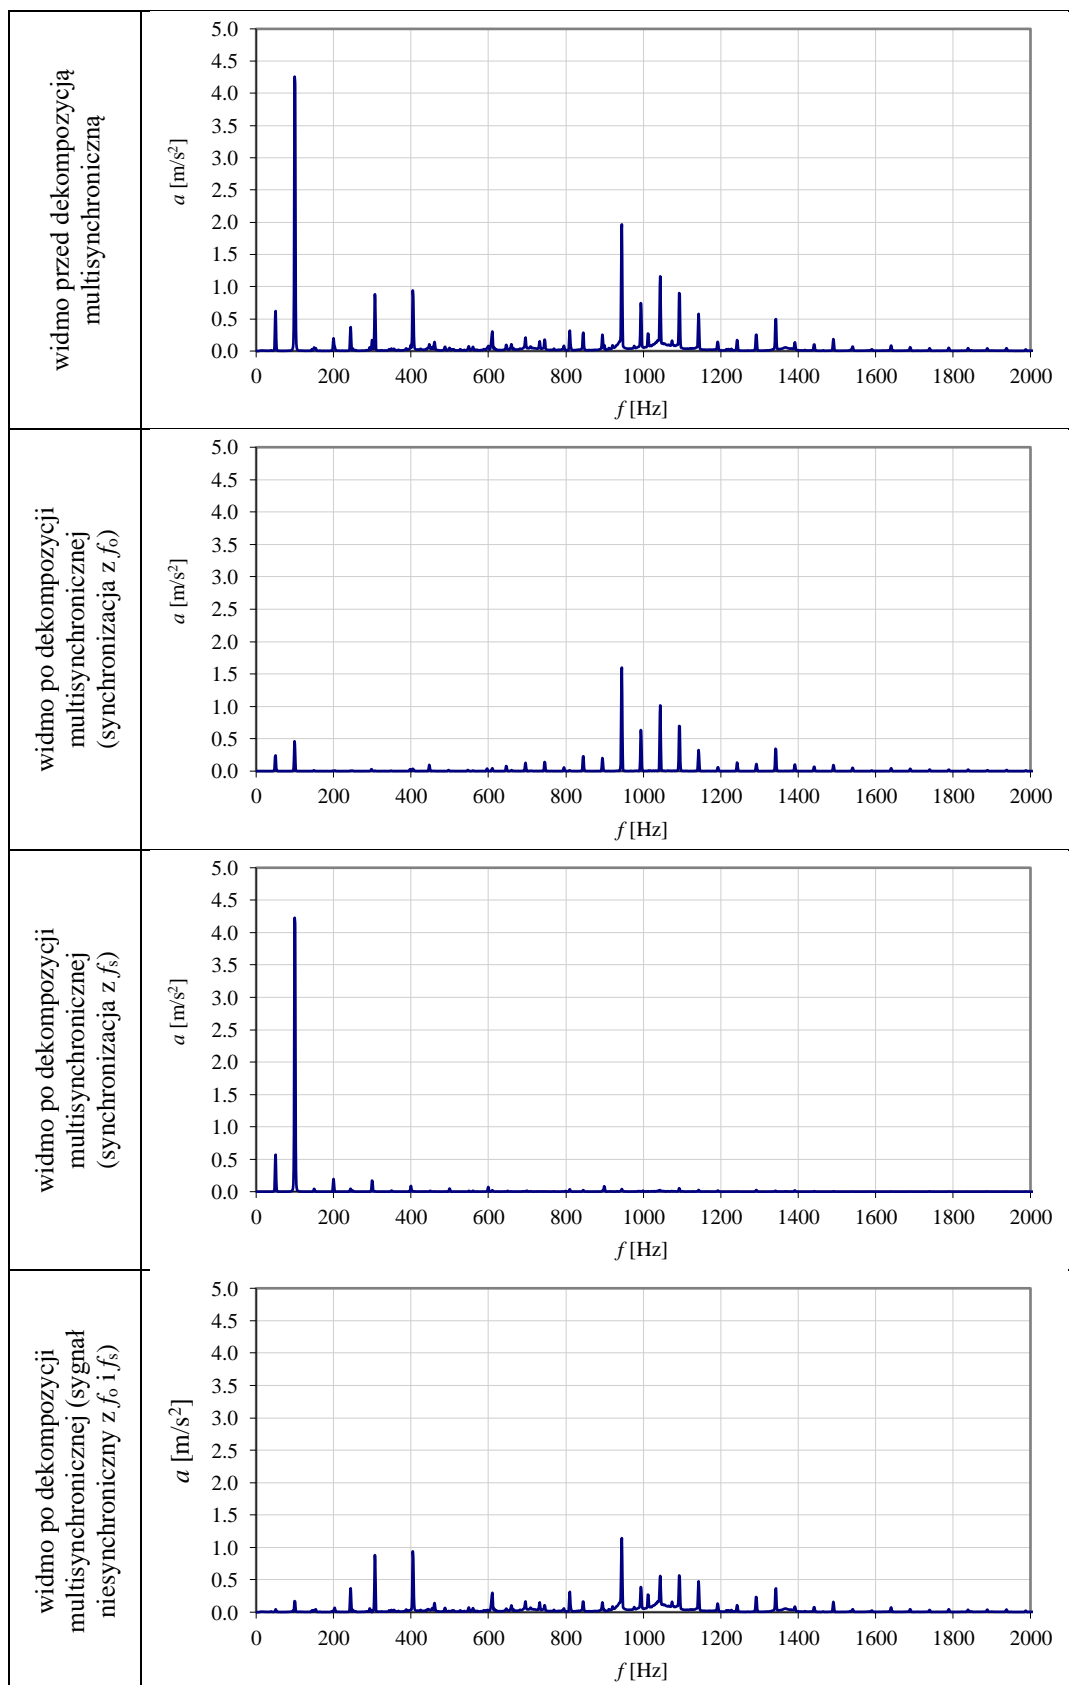 widmo przed dekompozycją
multisynchroniczną
5.0
4.5
4.0
3.5
3.0
2.5
2.0
1.5
1.0
0.5
0.0
a [m/s²]
0 200 400 600 800 1000 1200 1400 1600 1800 2000
f [Hz]
widmo po dekompozycji
multisynchronicznej
(synchronizacja z fo)
5.0
4.5
4.0
3.5
3.0
2.5
2.0
1.5
1.0
0.5
0.0
a [m/s²]
0 200 400 600 800 1000 1200 1400 1600 1800 2000
f [Hz]
widmo po dekompozycji
multisynchronicznej
(synchronizacja z fs)
5.0
4.5
4.0
3.5
3.0
2.5
2.0
1.5
1.0
0.5
0.0
a [m/s²]
0 200 400 600 800 1000 1200 1400 1600 1800 2000
f [Hz]
widmo po dekompozycji
multisynchronicznej (sygnał
niesynchroniczny z fo i fs)
5.0
4.5
4.0
3.5
3.0
2.5
2.0
1.5
1.0
0.5
0.0
a [m/s²]
0 200 400 600 800 1000 1200 1400 1600 1800 2000
f [Hz]